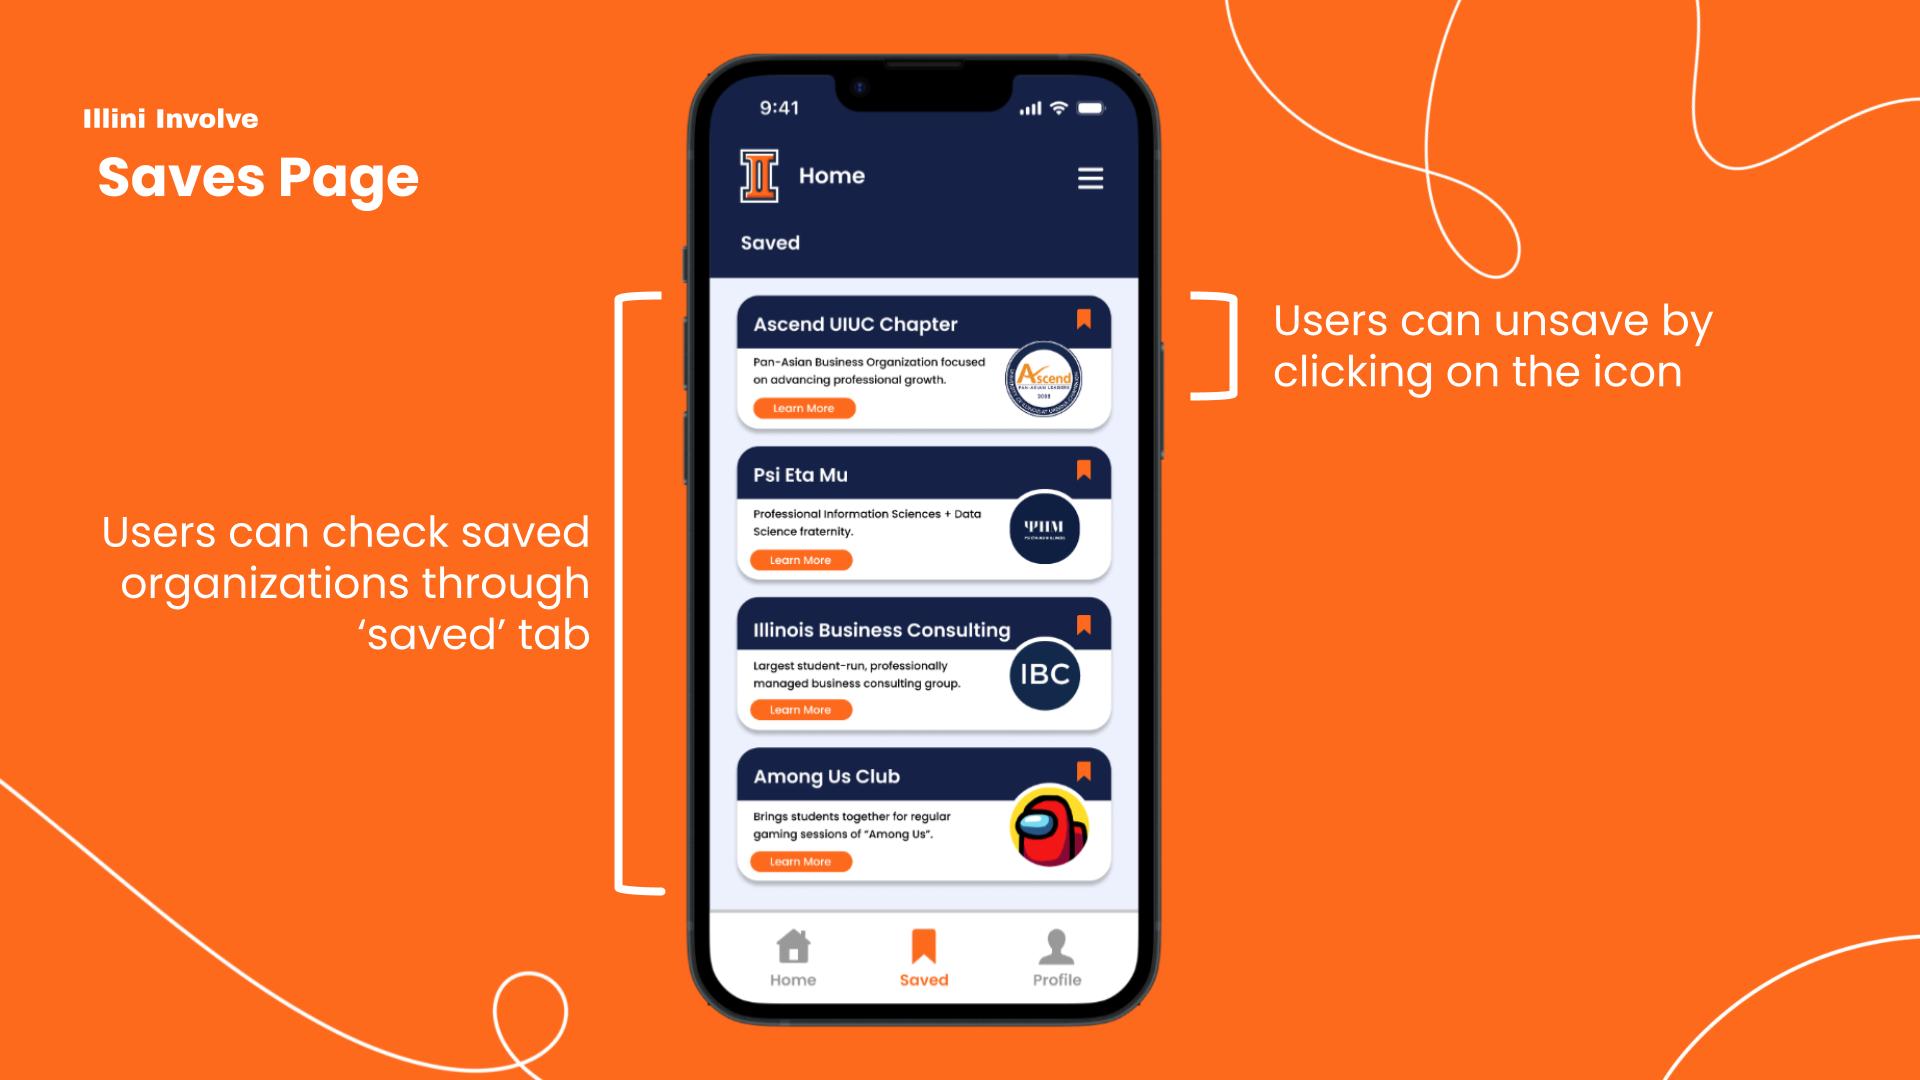 Illini Involve
Saves Page
9:41
Home
Saved
Ascend UIUC Chapter
Pan-Asian Business Organization focused
on advancing professional growth.
Learn More
Ascend
PAN-ASIAN LEADERS
Psi Eta Mu
Professional Information Sciences + Data
Science fraternity.
Learn More
ΨΗΜ
Illinois Business Consulting
Largest student-run, professionally
managed business consulting group.
Learn More
IBC
Among Us Club
Brings students together for regular
gaming sessions of “Among Us”.
Learn More
Home
Saved
Profile
Users can check saved
organizations through
‘saved’ tab
Users can unsave by
clicking on the icon